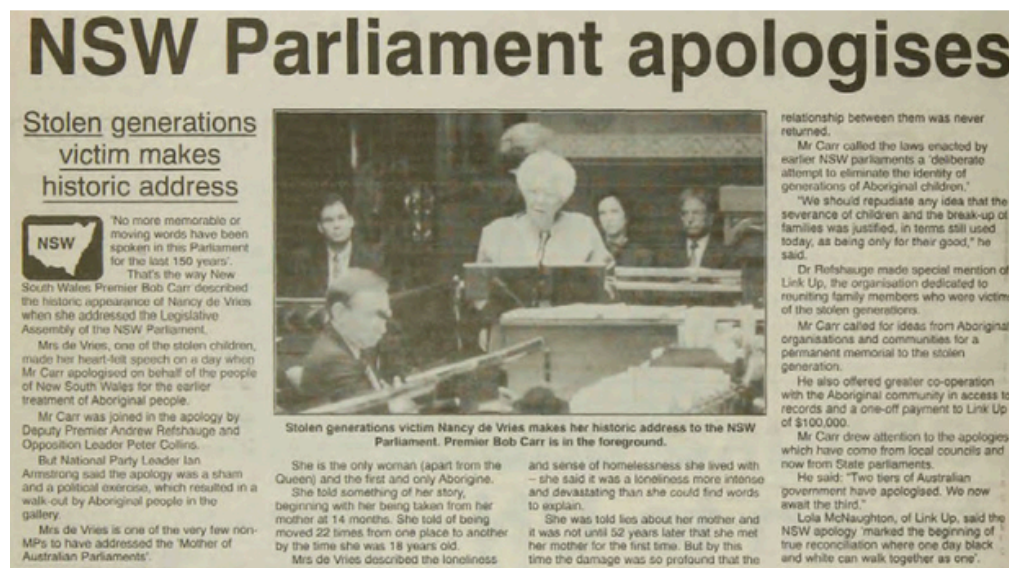 NSW Parliament apologises
Stolen generations
victim makes
historic address
NSW
'No more memorable or
moving words have been
spoken in this Parliament
for the last 150 years'.
That's the way New
South Wales Premier Bob Carr described
the historic appearance of Nancy de Vries
when she addressed the Legislative
Assembly of the NSW Parliament.
Mrs de Vries, one of the stolen children,
made her heart-felt speech on a day when
Mr Carr apologised on behalf of the people
of New South Wales for the earlier
treatment of Aboriginal people.
Mr Carr was joined in the apology by
Deputy Premier Andrew Refshauge and
Opposition Leader Peter Collins.
But National Party Leader Ian
Armstrong said the apology was a sham
and a political exercise, which resulted in a
walk-out by Aboriginal people in the
gallery.
Mrs de Vries is one of the very few non-
MPs to have addressed the 'Mother of
Australian Parliaments'.
Stolen generations victim Nancy de Vries makes her historic address to the NSW
Parliament. Premier Bob Carr is in the foreground.
She is the only woman (apart from the
Queen) and the first and only Aborigine.
She told something of her story,
beginning with her being taken from her
mother at 14 months. She told of being
moved 22 times from one place to another
by the time she was 18 years old.
Mrs de Vries described the loneliness
and sense of homelessness she lived with
– she said it was a loneliness more intense
and devastating than she could find words
to explain.
She was told lies about her mother and
it was not until 52 years later that she met
her mother for the first time. But by this
time the damage was so profound that the
relationship between them was never
returned.
Mr Carr called the laws enacted by
earlier NSW parliaments a 'deliberate
attempt to eliminate the identity of
generations of Aboriginal children.'
"We should repudiate any idea that the
severance of children and the break-up of
families was justified, in terms still used
today, as being only for their good," he
said.
Dr Refshauge made special mention of
Link Up, the organisation dedicated to
reuniting family members who were victim
of the stolen generations.
Mr Carr called for ideas from Aboriginal
organisations and communities for a
permanent memorial to the stolen
generation.
He also offered greater co-operation
with the Aboriginal community in access to
records and a one-off payment to Link Up
of $100,000.
Mr Carr drew attention to the apologies
which have come from local councils and
now from State parliaments.
He said: "Two tiers of Australian
government have apologised. We now
await the third."
Lola McNaughton, of Link Up, said the
NSW apology 'marked the beginning of
true reconciliation where one day black
and white can walk together as one'.